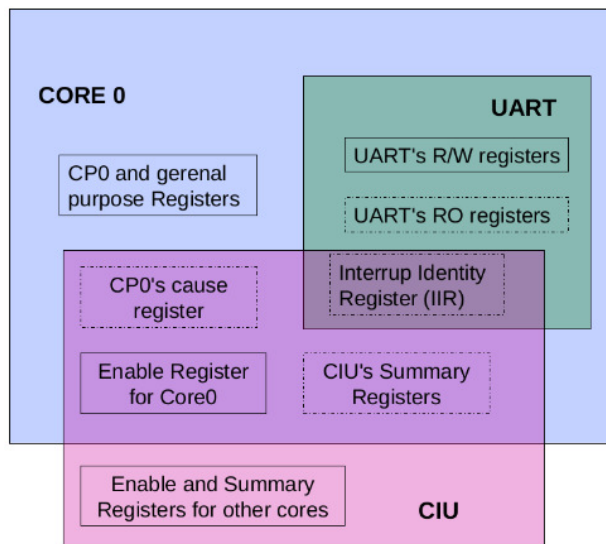 CORE 0
UART
UART's R/W registers
CP0 and gerenal
purpose Registers
UART's RO registers
Interrup Identity
Register (IIR)
CP0's cause
register
Enable Register
for Core0
CIU's Summary
Registers
Enable and Summary
Registers for other cores
CIU